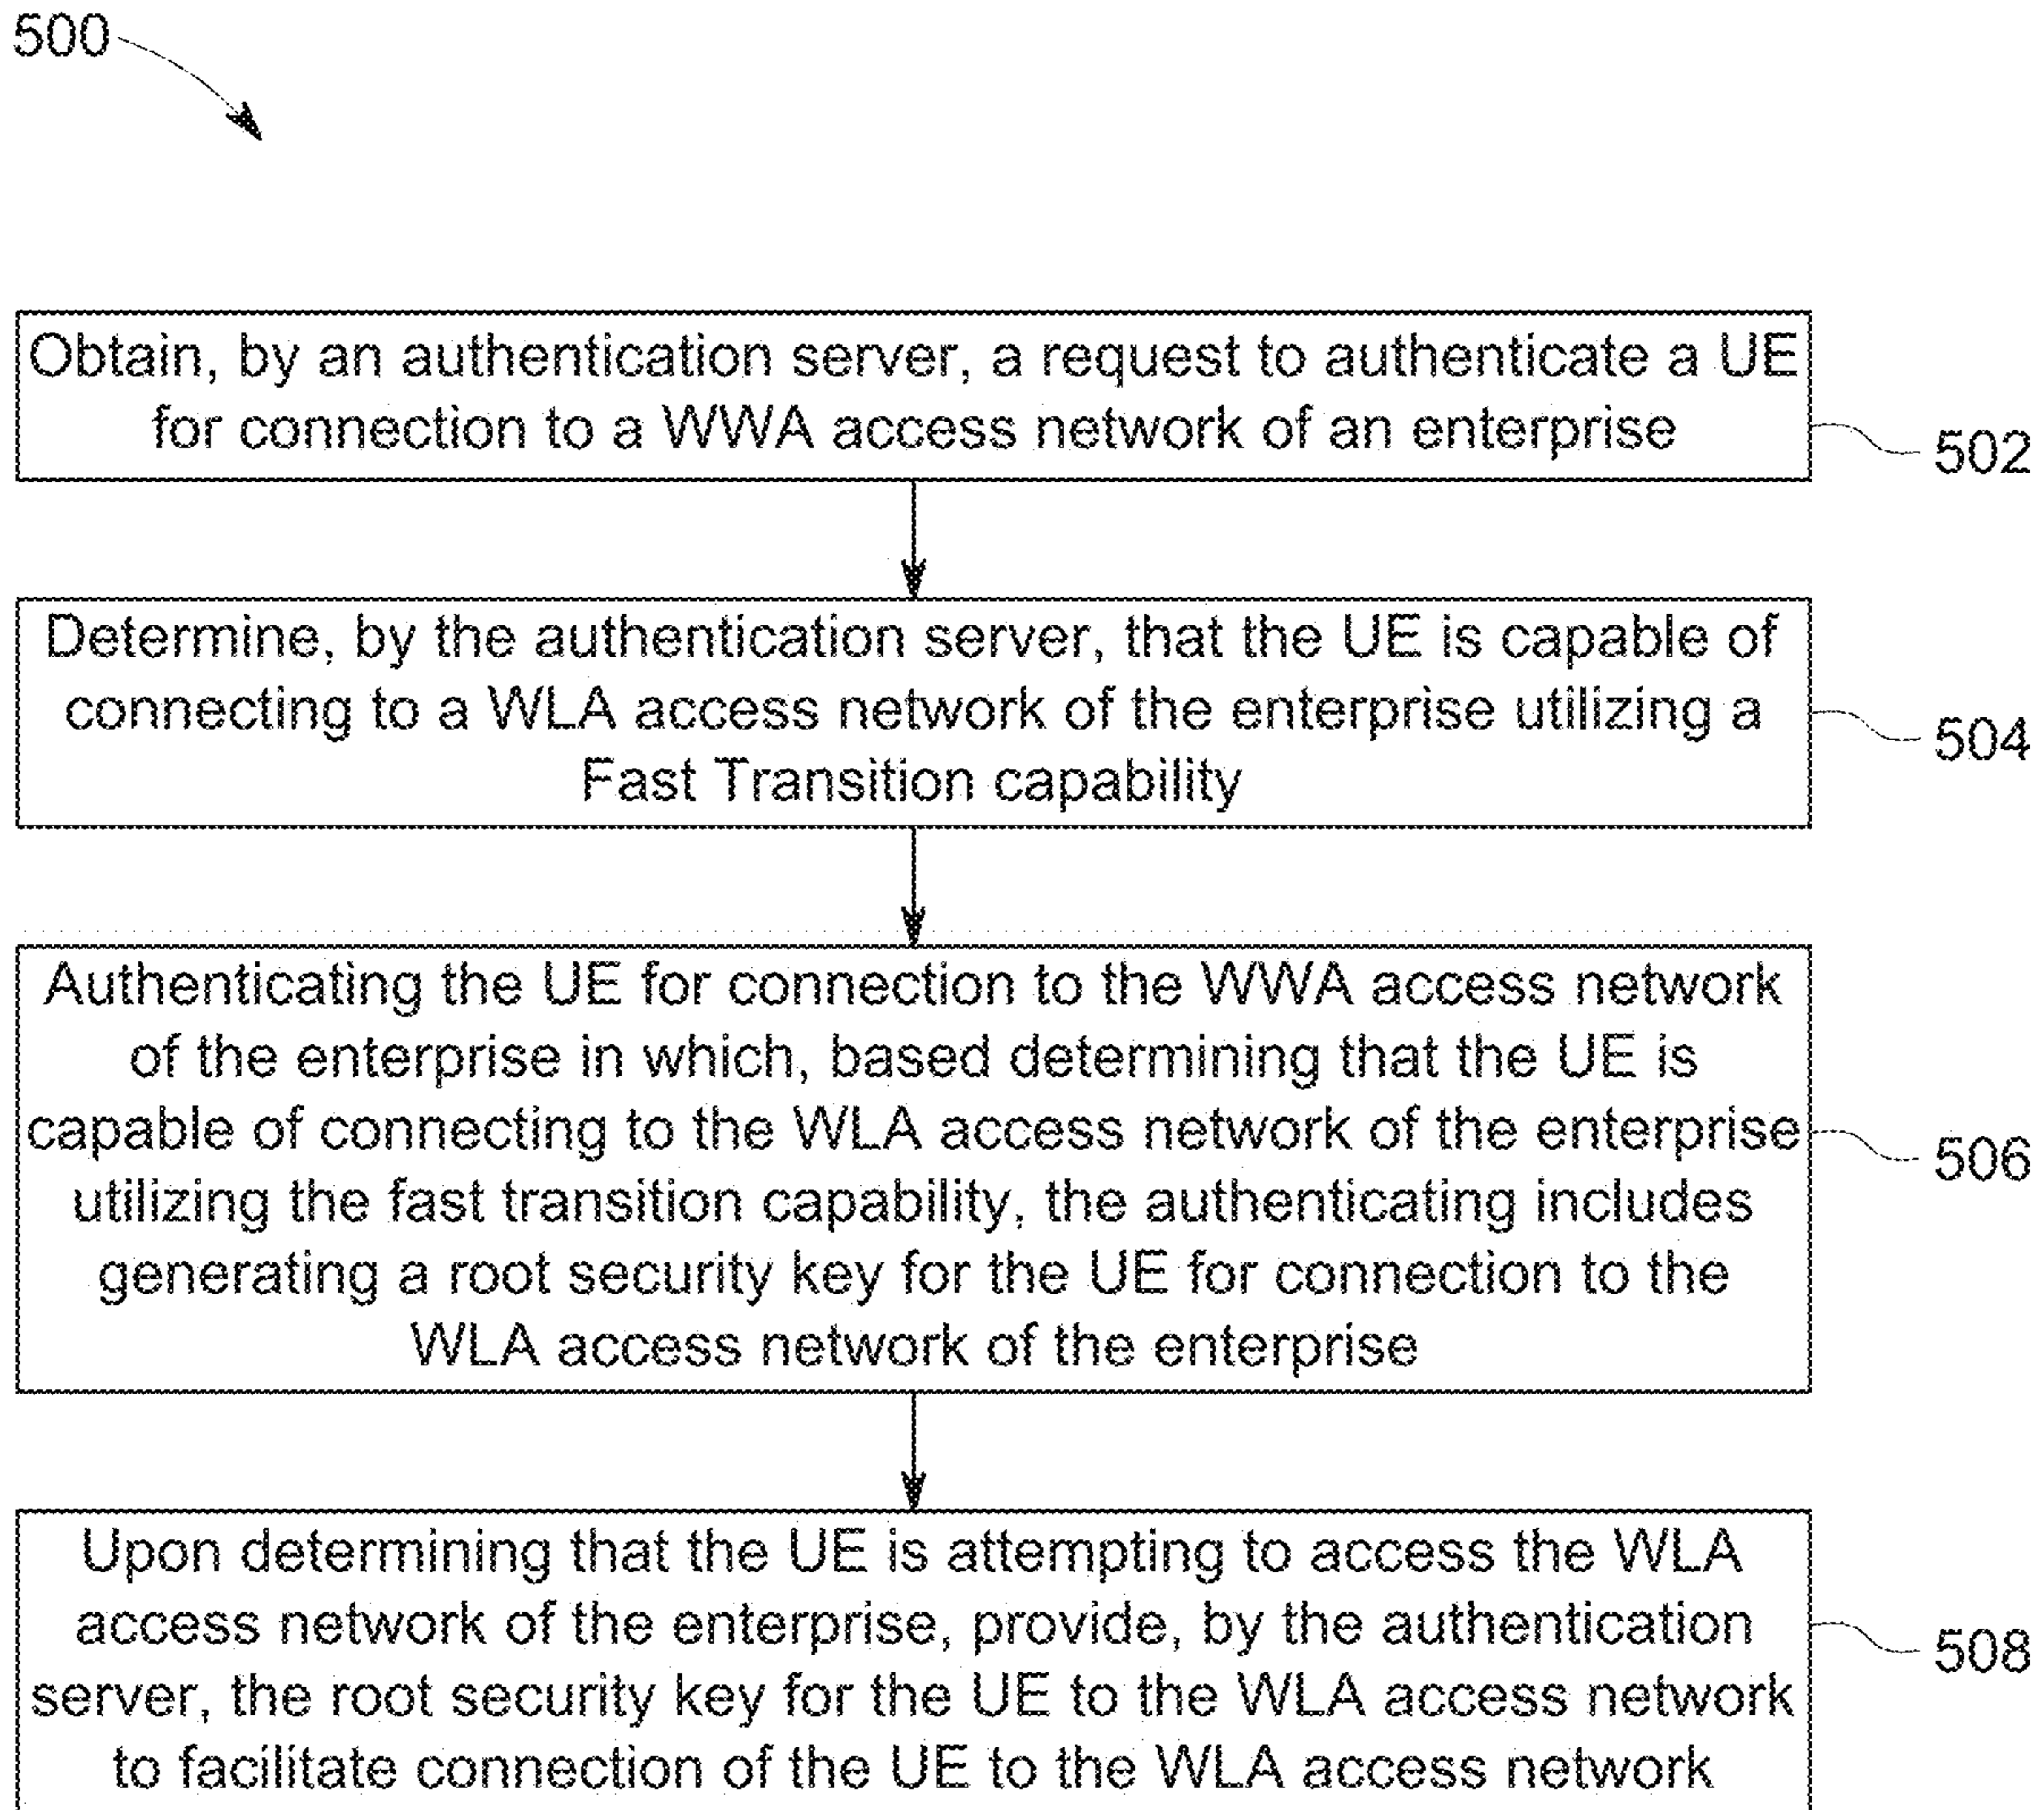 500
Obtain, by an authentication server, a request to authenticate a UE
for connection to a WWA access network of an enterprise
502
Determine, by the authentication server, that the UE is capable of
connecting to a WLA access network of the enterprise utilizing a
Fast Transition capability
504
Authenticating the UE for connection to the WWA access network
of the enterprise in which, based determining that the UE is
capable of connecting to the WLA access network of the enterprise
utilizing the fast transition capability, the authenticating includes
generating a root security key for the UE for connection to the
WLA access network of the enterprise
506
Upon determining that the UE is attempting to access the WLA
access network of the enterprise, provide, by the authentication
server, the root security key for the UE to the WLA access network
to facilitate connection of the UE to the WLA access network
508